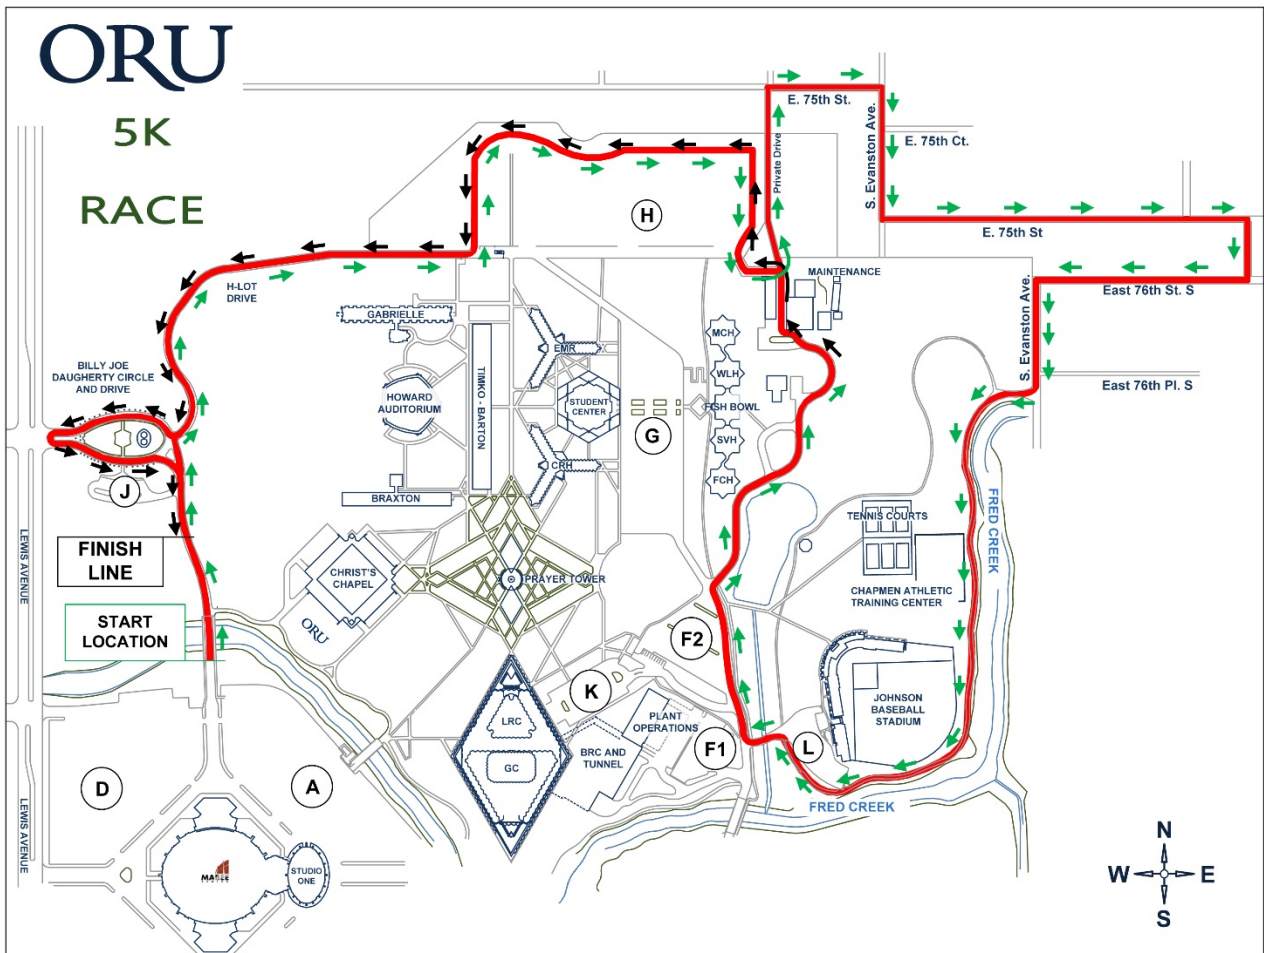 ORU
5K
RACE
E. 75th St.
S. Evanston Ave.
E. 75th Ct.
Private Drive
E. 75th St
H
MAINTENANCE
East 76th St. S
S. Evanston Ave.
East 76th Pl. S
H-LOT
DRIVE
GABRIELLE
EMR
MCH
WLH
FISH BOWL
SVH
FCH
BILLY JOE
DAUGHERTY CIRCLE
AND DRIVE
HOWARD
AUDITORIUM
TIMKO - BARTON
STUDENT
CENTER
G
CRH
J
BRAXTON
LEWIS AVENUE
FINISH
LINE
START
LOCATION
CHRIST'S
CHAPEL
ORU
PRAYER TOWER
TENNIS COURTS
CHAPMEN ATHLETIC
TRAINING CENTER
FRED CREEK
F2
K
LRC
GC
PLANT
OPERATIONS
BRC AND
TUNNEL
F1
L
JOHNSON
BASEBALL
STADIUM
FRED CREEK
D
A
LEWIS AVENUE
MABEE
CENTER
STUDIO
ONE
N
W E
S